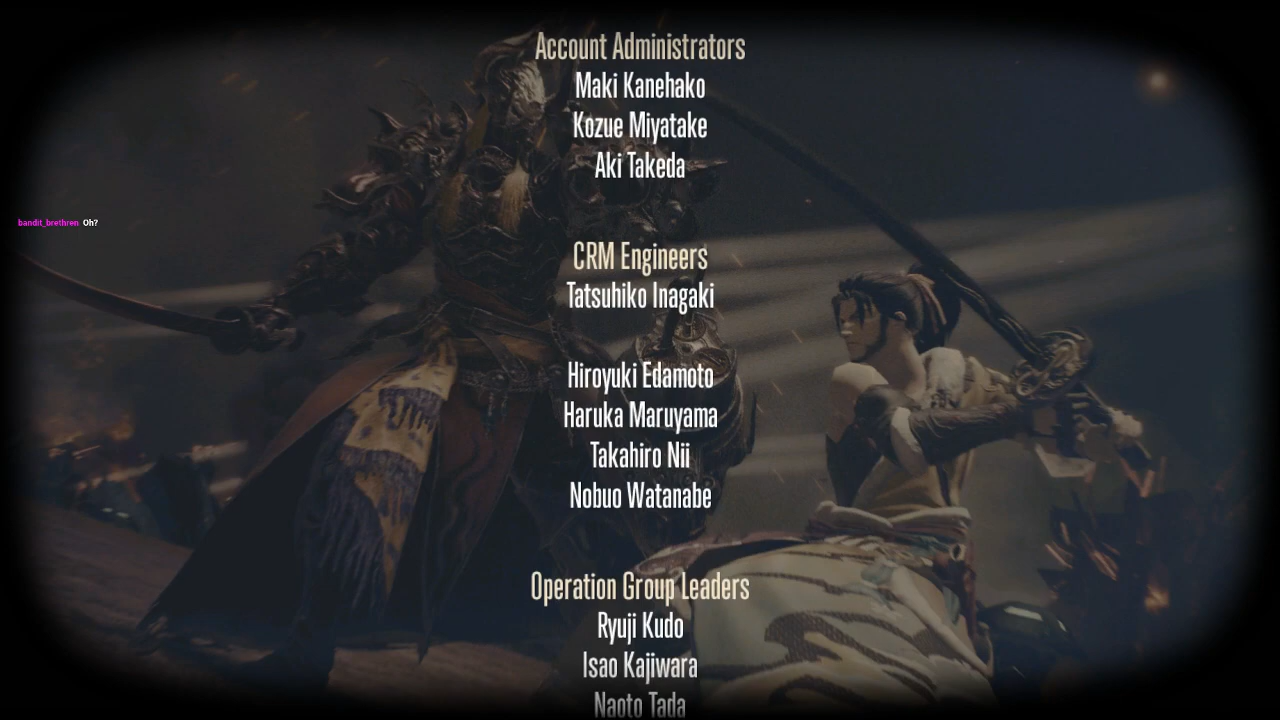 Account Administrators
Maki Kanehako
Kozue Miyatake
Aki Takeda
bandit_brethren Oh?
CRM Engineers
Tatsuhiko Inagaki
Hiroyuki Edamoto
Haruka Maruyama
Takahiro Nii
Nobuo Watanabe
Operation Group Leaders
Ryuji Kudo
Isao Kajiwara
Naoto Tada